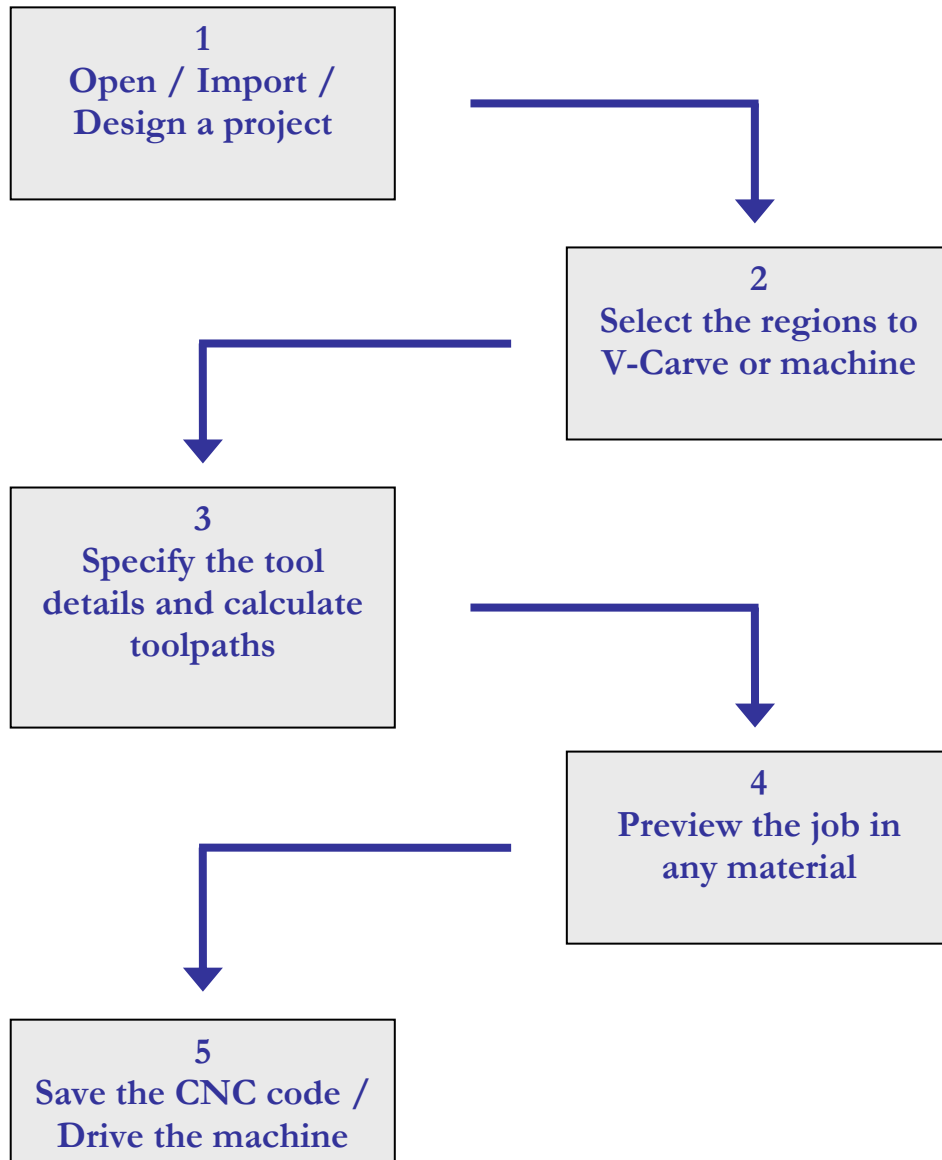 1
Open / Import /
Design a project
2
Select the regions to
V-Carve or machine
3
Specify the tool
details and calculate
toolpaths
4
Preview the job in
any material
5
Save the CNC code /
Drive the machine